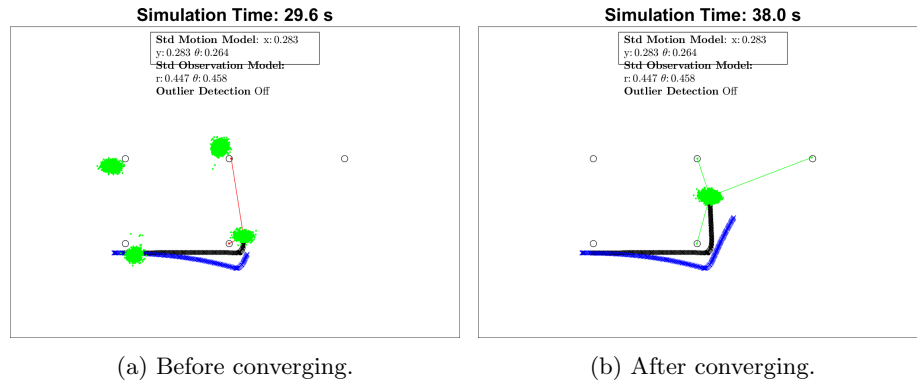 Simulation Time: 29.6 s
Std Motion Model: x: 0.283
y: 0.283 θ: 0.264
Std Observation Model:
r: 0.447 θ: 0.458
Outlier Detection Off
(a) Before converging.
Simulation Time: 38.0 s
Std Motion Model: x: 0.283
y: 0.283 θ: 0.264
Std Observation Model:
r: 0.447 θ: 0.458
Outlier Detection Off
(b) After converging.